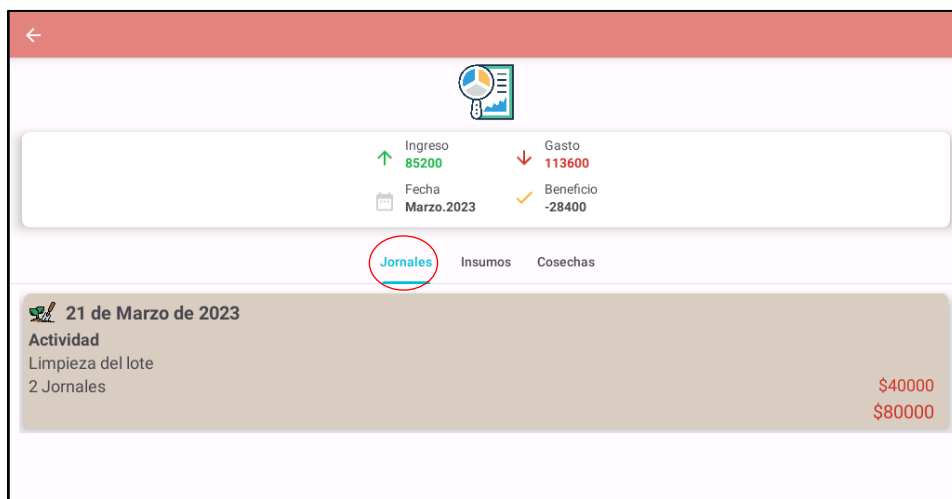 Ingreso
85200
Gasto
113600
Fecha
Marzo.2023
Beneficio
-28400
Jornales Insumos Cosechas
21 de Marzo de 2023
Actividad
Limpieza del lote
2 Jornales $40000
$80000